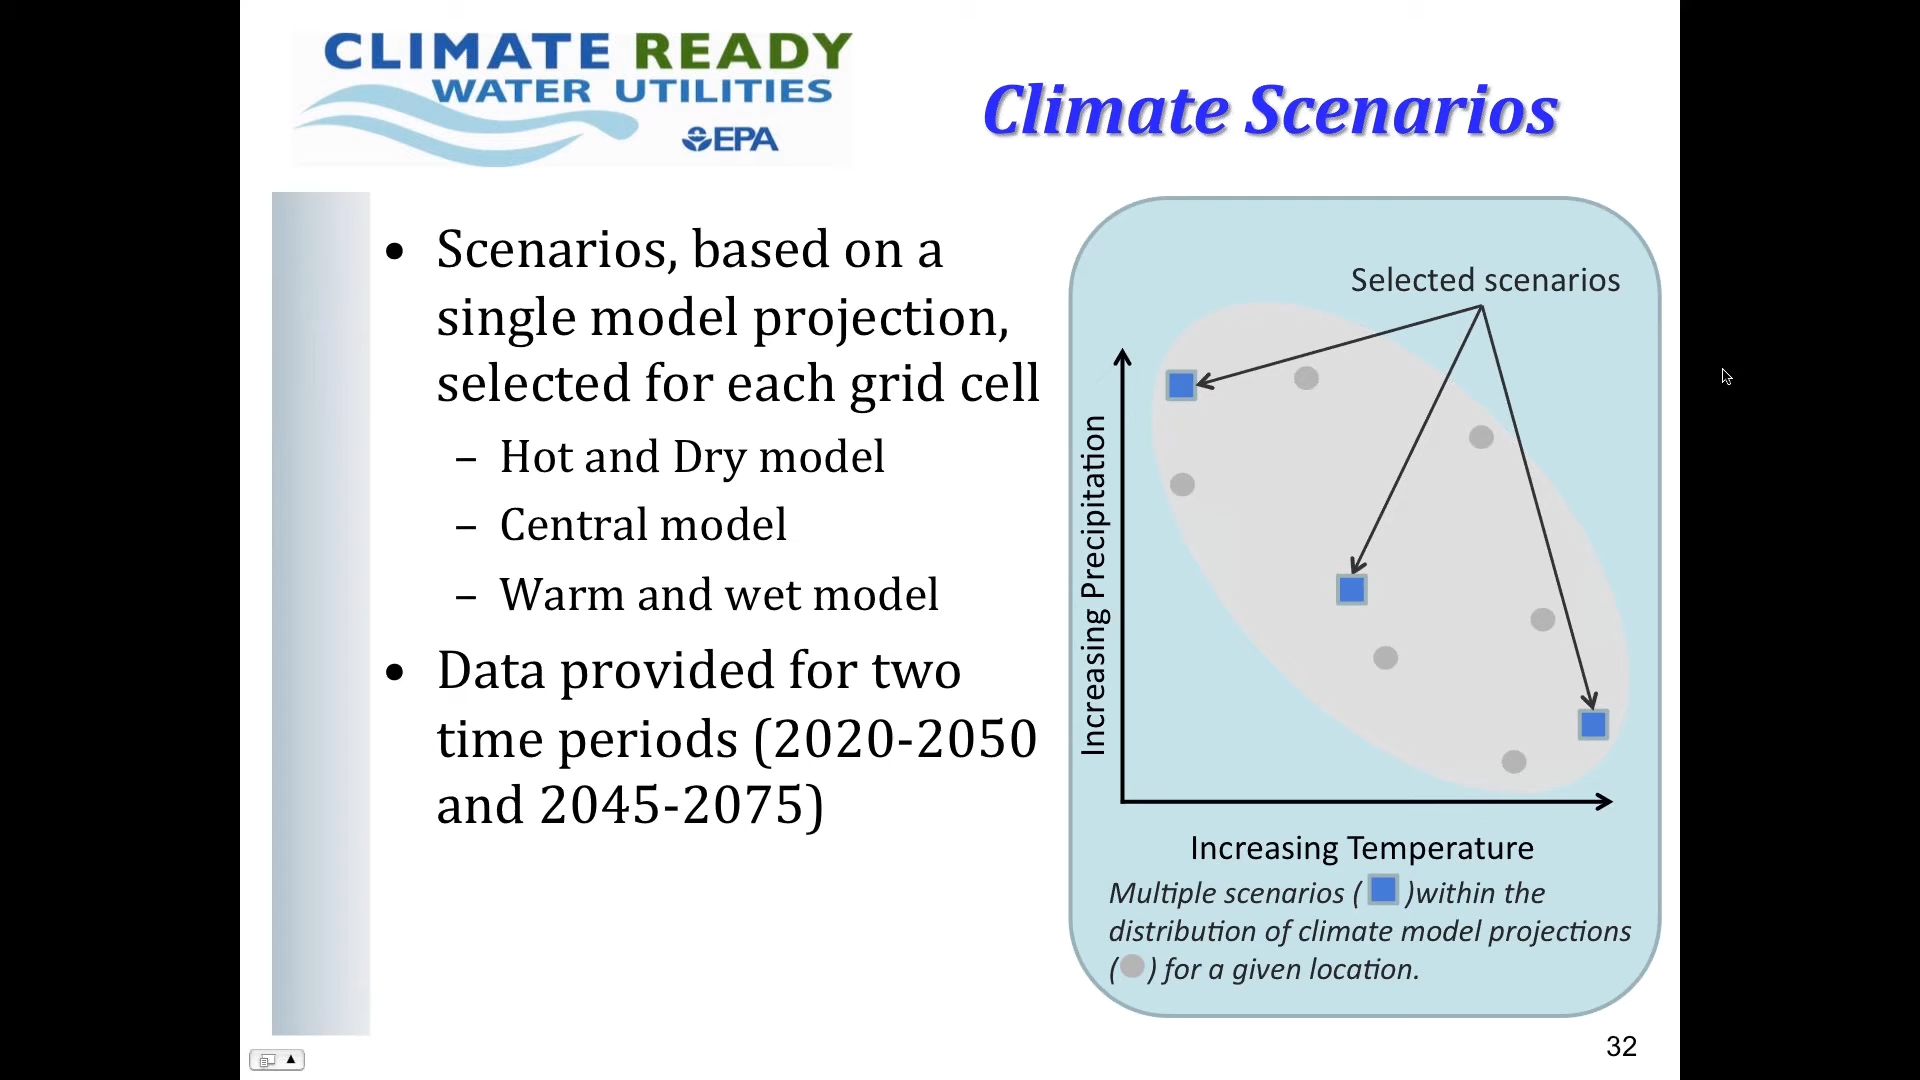 CLIMATE READY
WATER UTILITIES
EPA
Climate Scenarios
• Scenarios, based on a
single model projection,
selected for each grid cell
– Hot and Dry model
– Central model
– Warm and wet model
• Data provided for two
time periods (2020-2050
and 2045-2075)
Selected scenarios
Increasing Precipitation
Increasing Temperature
Multiple scenarios ( )within the
distribution of climate model projections
( ) for a given location.
32